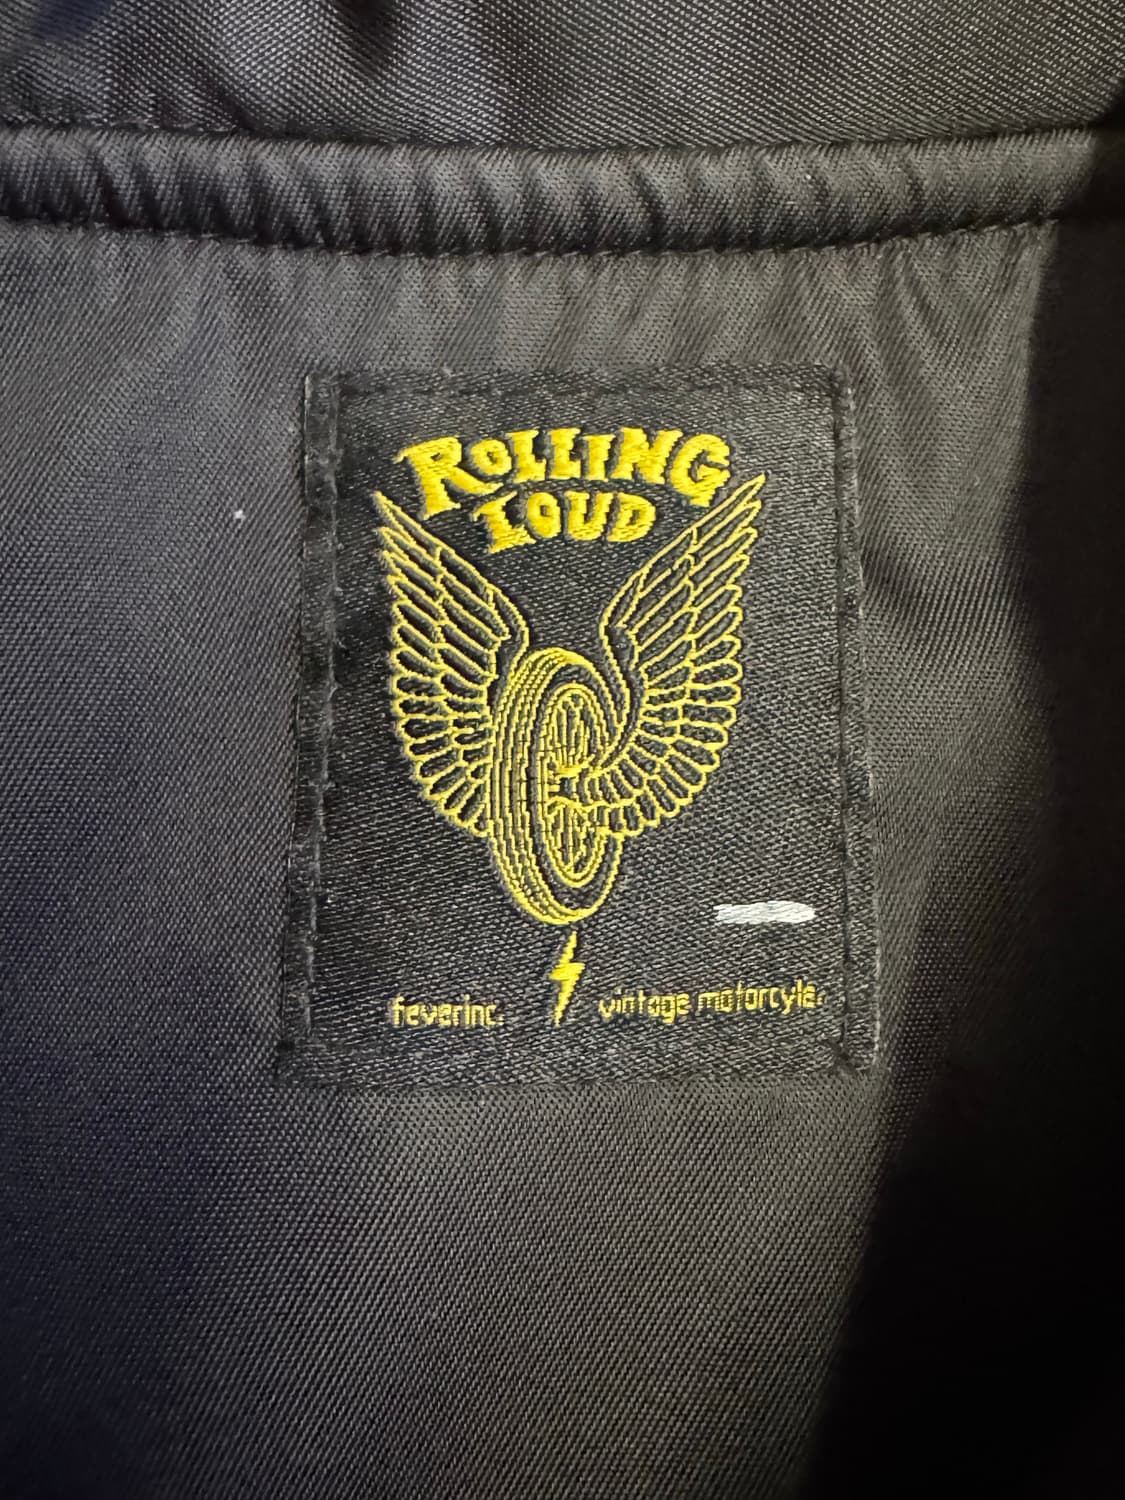 ROLLING
LOUD
feverinc. vintage motorcyle.